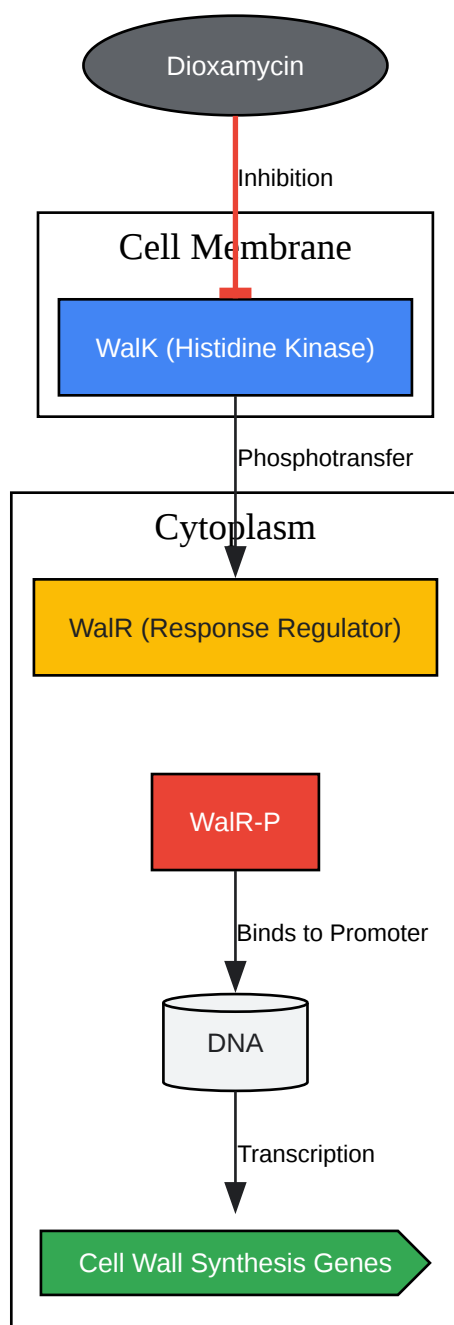 Dioxamycin
Inhibition
Cell Membrane
WalK (Histidine Kinase)
Phosphotransfer
Cytoplasm
WalR (Response Regulator)
WalR-P
Binds to Promoter
DNA
Transcription
Cell Wall Synthesis Genes